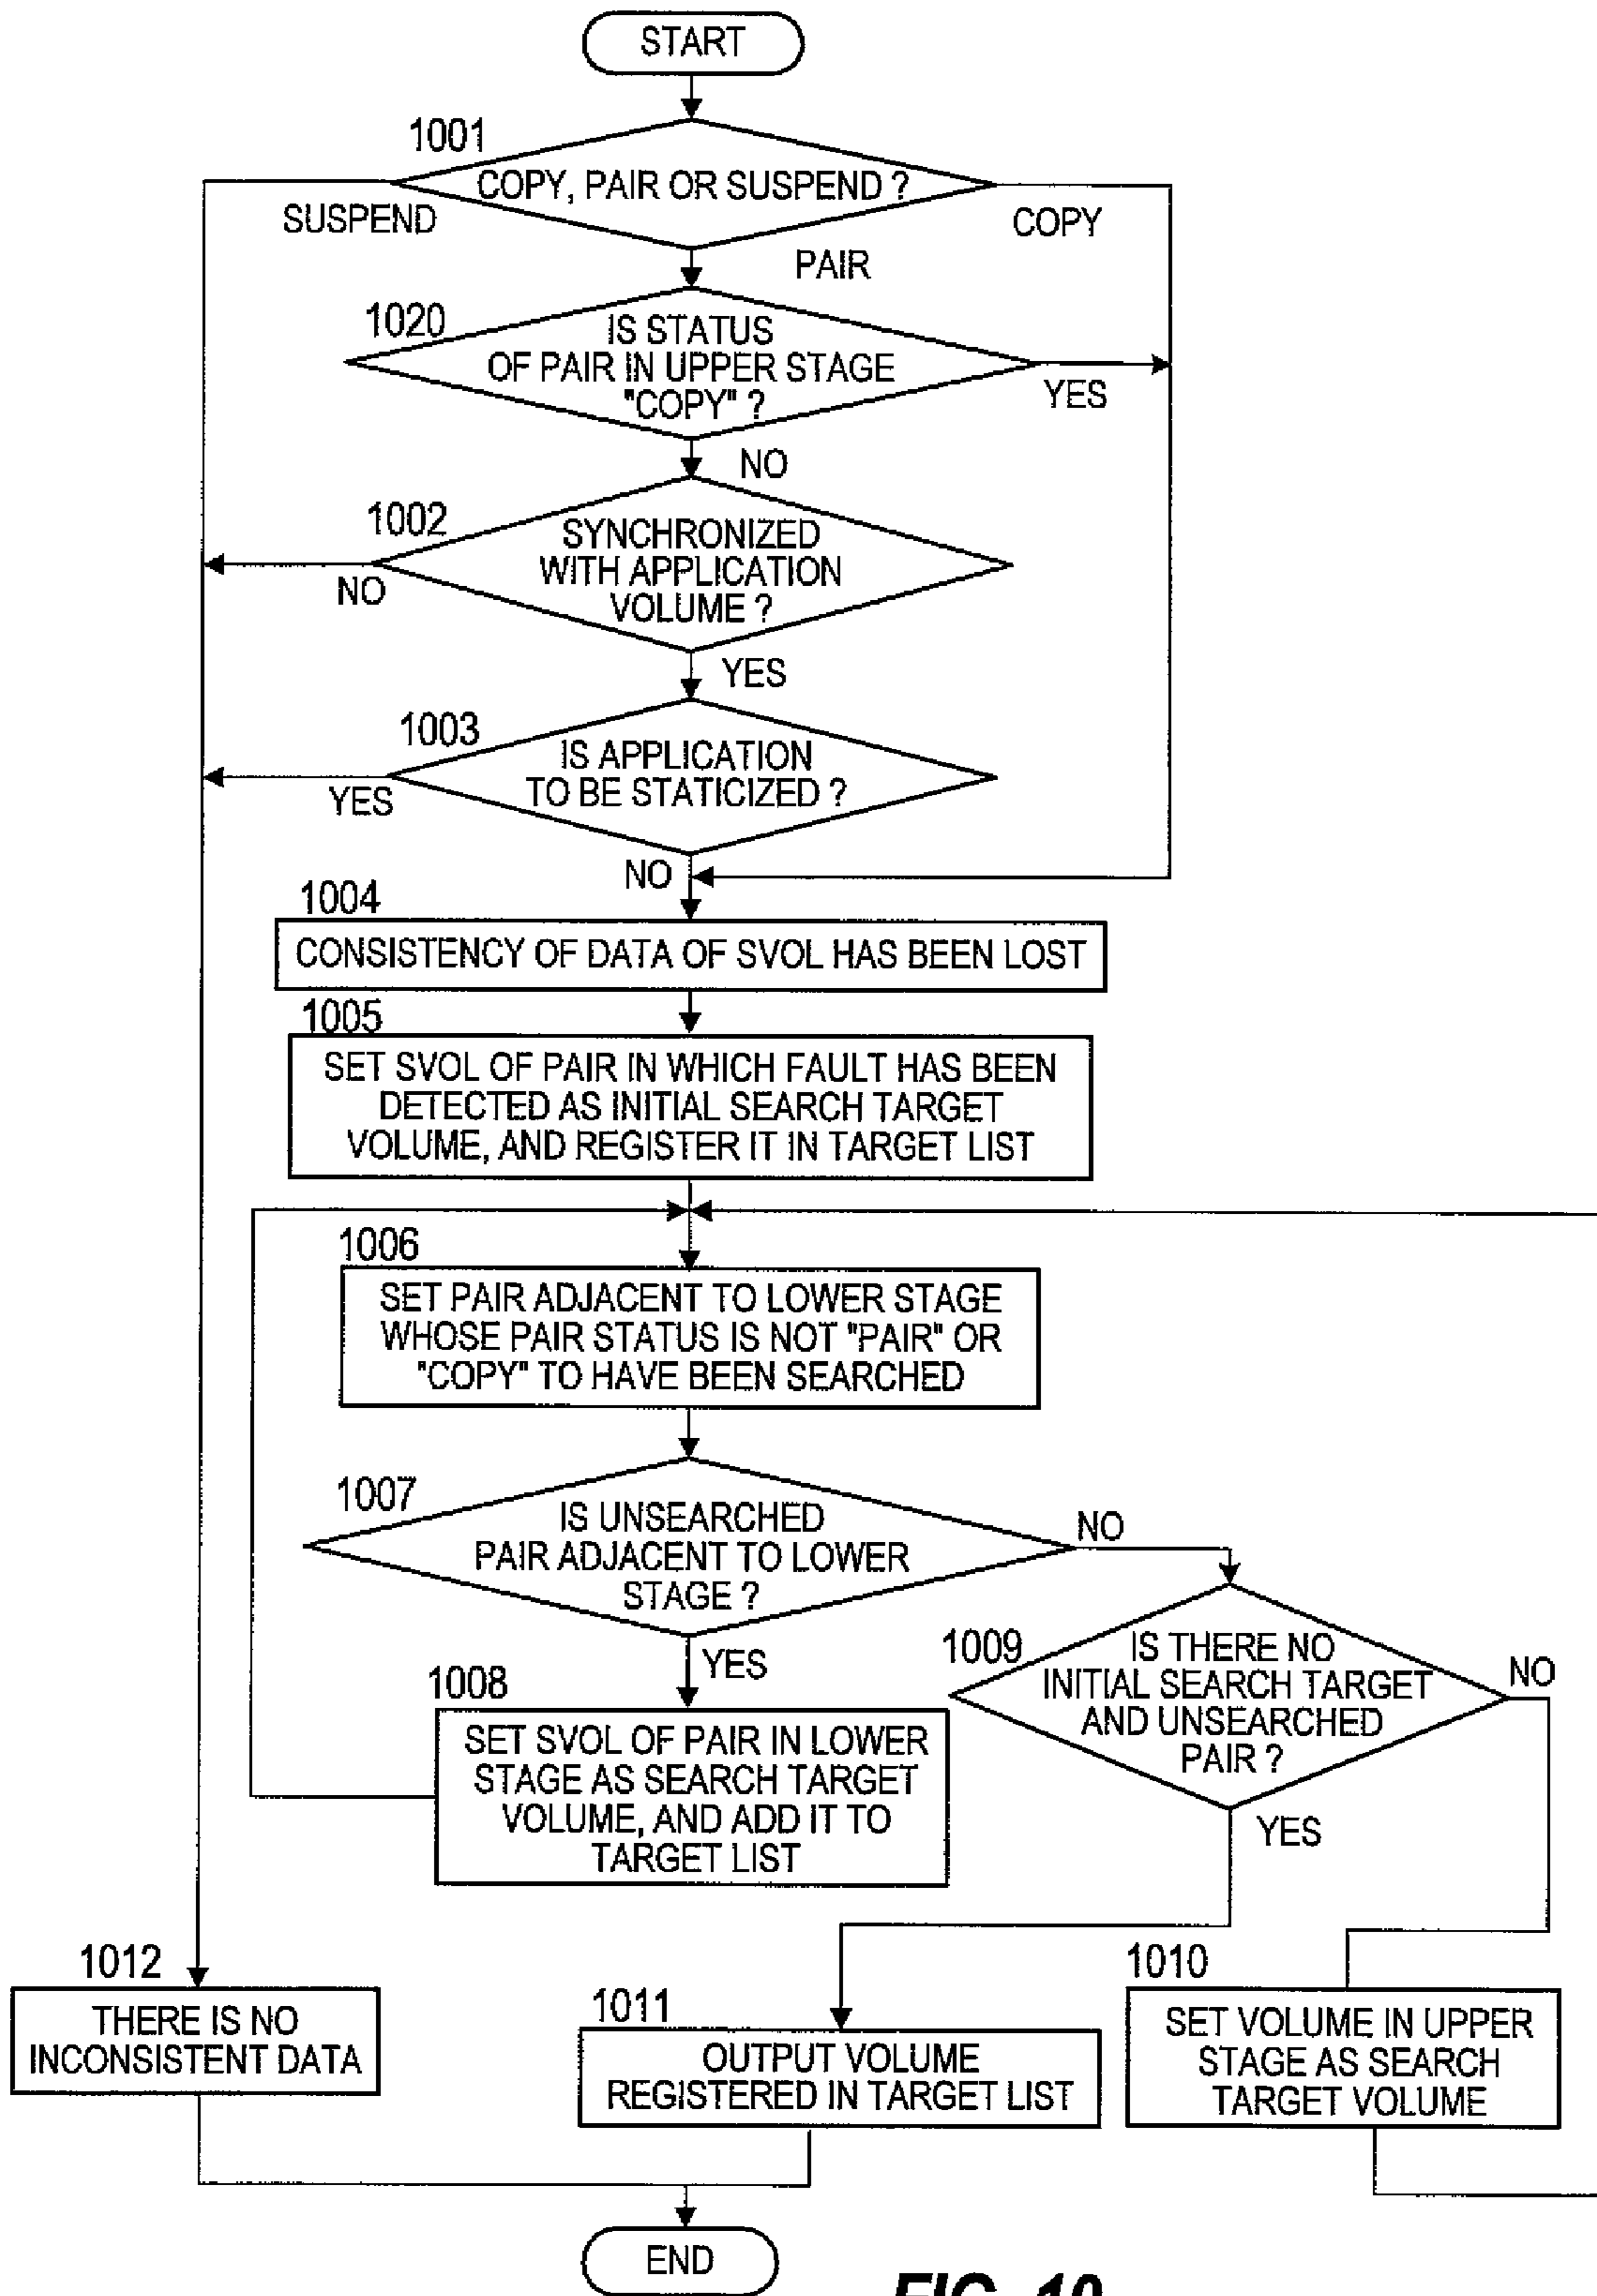 START
1001
COPY, PAIR OR SUSPEND ?
SUSPEND
COPY
PAIR
1020
IS STATUS
OF PAIR IN UPPER STAGE
"COPY" ?
YES
NO
1002
SYNCHRONIZED
WITH APPLICATION
VOLUME ?
NO
YES
1003
IS APPLICATION
TO BE STATICIZED ?
YES
NO
1004
CONSISTENCY OF DATA OF SVOL HAS BEEN LOST
1005
SET SVOL OF PAIR IN WHICH FAULT HAS BEEN
DETECTED AS INITIAL SEARCH TARGET
VOLUME, AND REGISTER IT IN TARGET LIST
1006
SET PAIR ADJACENT TO LOWER STAGE
WHOSE PAIR STATUS IS NOT "PAIR" OR
"COPY" TO HAVE BEEN SEARCHED
1007
IS UNSEARCHED
PAIR ADJACENT TO LOWER
STAGE ?
NO
YES
1009
IS THERE NO
INITIAL SEARCH TARGET
AND UNSEARCHED
PAIR ?
NO
YES
1008
SET SVOL OF PAIR IN LOWER
STAGE AS SEARCH TARGET
VOLUME, AND ADD IT TO
TARGET LIST
1012
THERE IS NO
INCONSISTENT DATA
1011
OUTPUT VOLUME
REGISTERED IN TARGET LIST
1010
SET VOLUME IN UPPER
STAGE AS SEARCH
TARGET VOLUME
END
FIG. 10